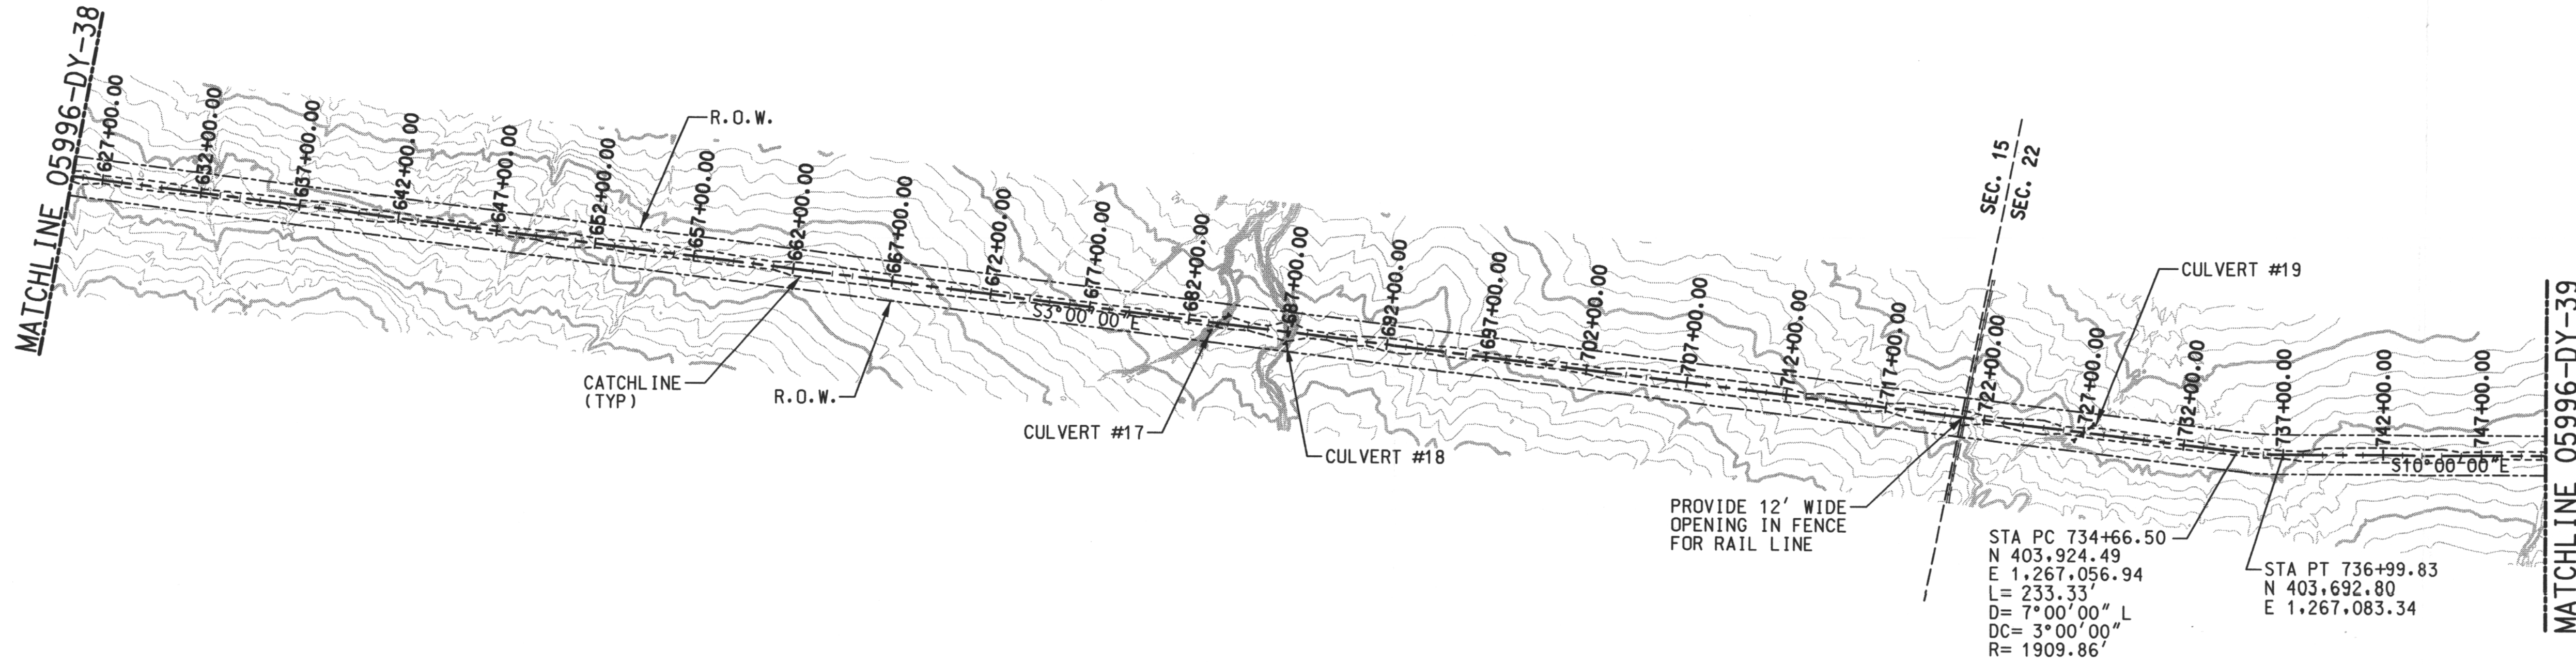 MATCHLINE 05996-DY-38
627+00.00
632+00.00
637+00.00
642+00.00
647+00.00
652+00.00
657+00.00
662+00.00
667+00.00
672+00.00
677+00.00
682+00.00
687+00.00
692+00.00
697+00.00
702+00.00
707+00.00
712+00.00
717+00.00
722+00.00
727+00.00
732+00.00
737+00.00
742+00.00
747+00.00
R.O.W.
S3°00'00"E
CATCHLINE
(TYP)
R.O.W.
CULVERT #17
CULVERT #18
SEC. 15
SEC. 22
CULVERT #19
S10°00'00"E
PROVIDE 12' WIDE
OPENING IN FENCE
FOR RAIL LINE
STA PC 734+66.50
N 403,924.49
E 1,267,056.94
L= 233.33'
D= 7°00'00" L
DC= 3°00'00"
R= 1909.86'
STA PT 736+99.83
N 403,692.80
E 1,267,083.34
MATCHLINE 05996-DY-39